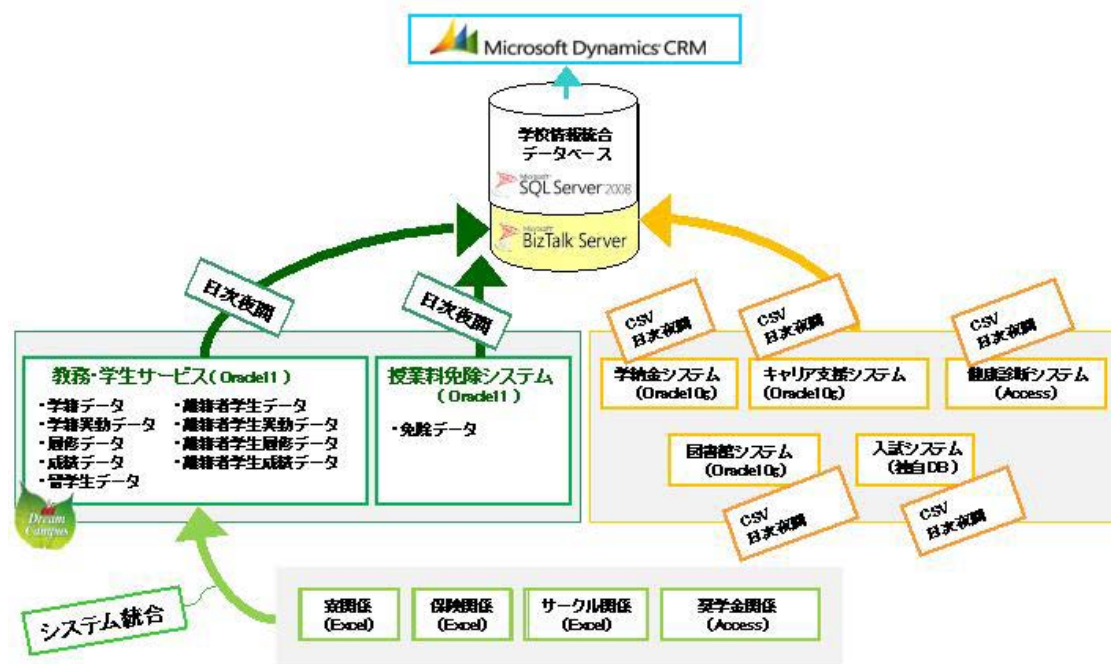 Microsoft Dynamics CRM
学校情報統合
データベース
Microsoft
SQL Server 2008
Microsoft
BizTalk Server
日次夜間
日次夜間
CSV
日次夜間
CSV
日次夜間
CSV
日次夜間
教務・学生サービス(Oracle11)
・学籍データ
・学籍異動データ
・履修データ
・成績データ
・留学生データ
・離籍者学生データ
・離籍者学生異動データ
・離籍者学生履修データ
・離籍者学生成績データ
授業料免除システム
(Oracle11)
・免除データ
学納金システム
(Oracle10g)
キャリア支援システム
(Oracle10g)
健康診断システム
(Access)
図書館システム
(Oracle10g)
入試システム
(独自DB)
CSV
日次夜間
CSV
日次夜間
Dream
Campus
システム統合
寮関係
(Excel)
保険関係
(Excel)
サークル関係
(Excel)
奨学金関係
(Access)